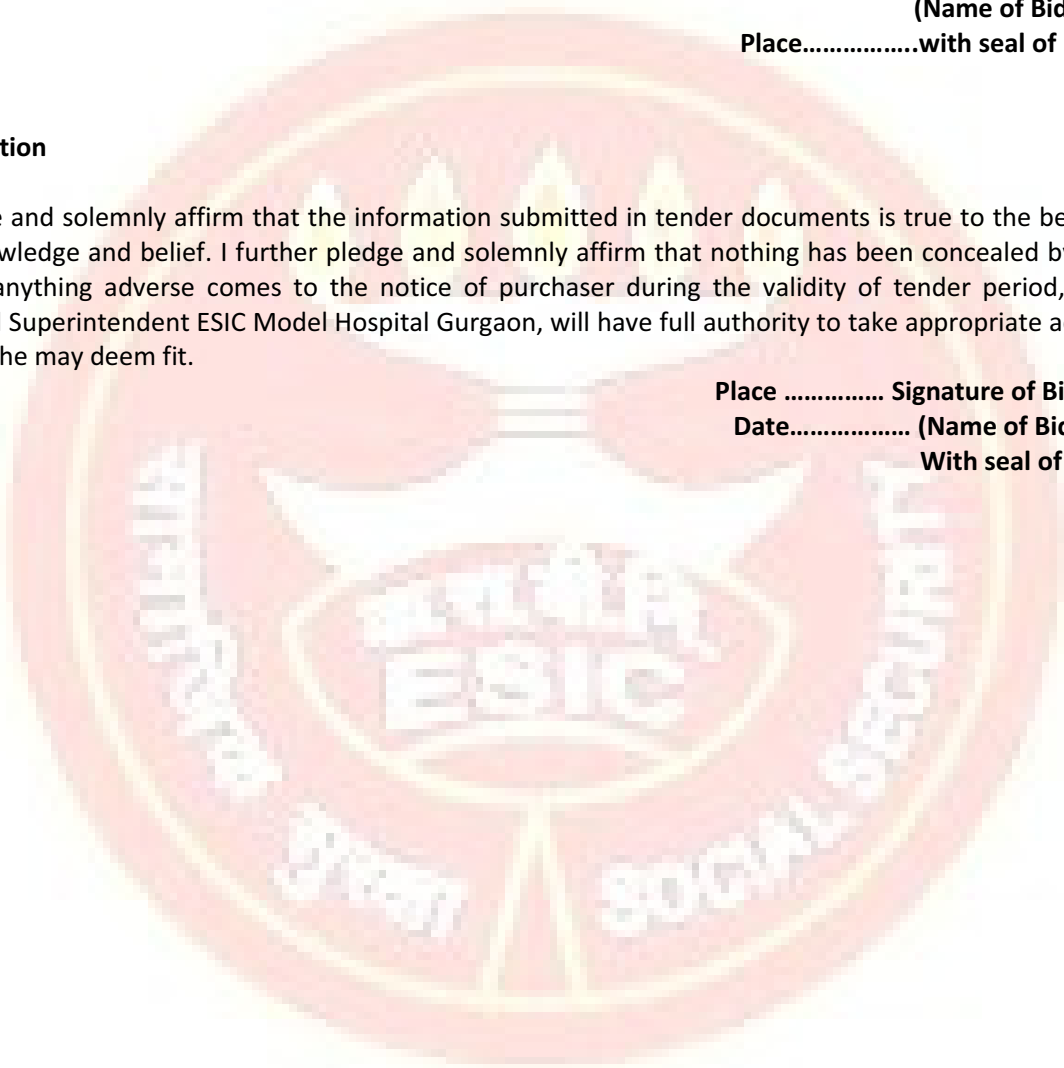 (Name of Bid
Place……………..with seal of
tion
e and solemnly affirm that the information submitted in tender documents is true to the be
wledge and belief. I further pledge and solemnly affirm that nothing has been concealed by
anything adverse comes to the notice of purchaser during the validity of tender period,
l Superintendent ESIC Model Hospital Gurgaon, will have full authority to take appropriate a
he may deem fit.
Place …………… Signature of Bi
Date……………… (Name of Bid
With seal of
ESIC
SOCIAL SECURITY